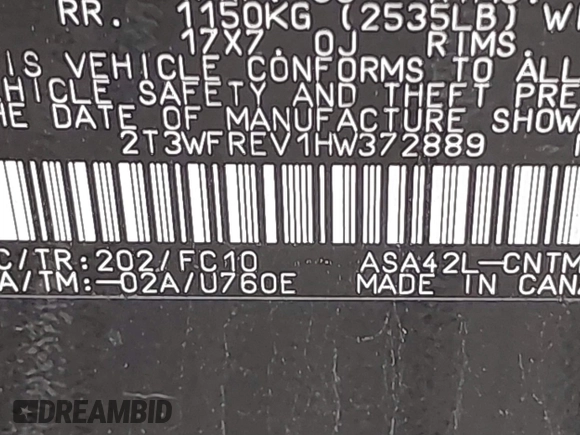 RR. 1150KG (2535LB) WI
17X7. 0J RIMS.
IS VEHICLE CONFORMS TO ALL
HICLE SAFETY AND THEFT PRE
HE DATE OF MANUFACTURE SHOW
2T3WFREV1HW372889
C/TR:202/FC10 ASA42L-CNTM
A/TM:-02A/U760E MADE IN CANA
DREAMBID